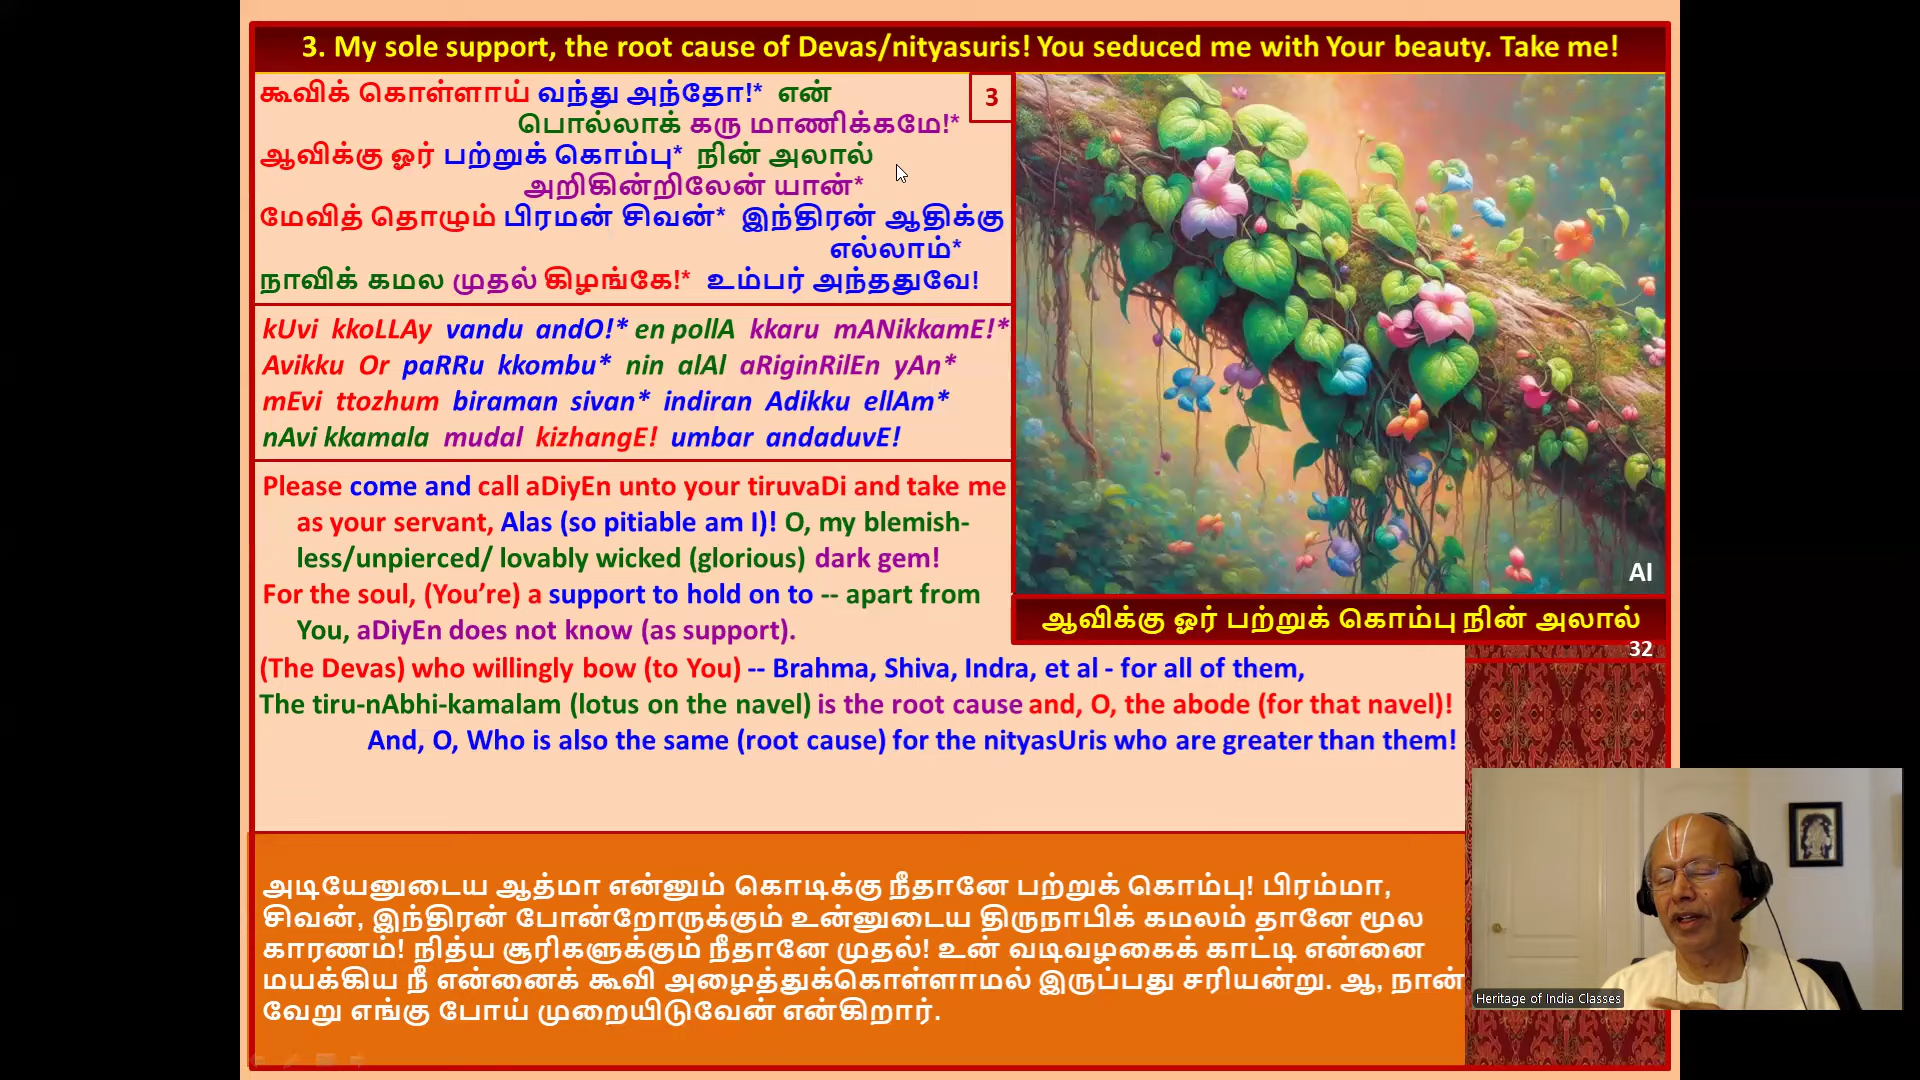 3. My sole support, the root cause of Devas/nityasuris! You seduced me with Your beauty. Take me!
கூவிக் கொள்ளாய் வந்து அந்தோ!* என்
பொல்லாக் கரு மாணிக்கமே!*
ஆவிக்கு ஓர் பற்றுக் கொம்பு* நின் அலால்
அறிகின்றிலேன் யான்*
மேவித் தொழும் பிரமன் சிவன்* இந்திரன் ஆதிக்கு
எல்லாம்*
நாவிக் கமல முதல் கிழங்கே!* உம்பர் அந்ததுவே!
3
kUvi kkoLLAy vandu andO!* en pollA kkaru mANikkamE!*
Avikku Or paRRu kkombu* nin alAl aRiginRilEn yAn*
mEvi ttozhum biraman sivan* indiran Adikku ellAm*
nAvi kkamala mudal kizhangE! umbar andaduvE!
Please come and call aDiyEn unto your tiruvaDi and take me
as your servant, Alas (so pitiable am I)! O, my blemish-
less/unpierced/ lovably wicked (glorious) dark gem!
For the soul, (You're) a support to hold on to -- apart from
You, aDiyEn does not know (as support).
(The Devas) who willingly bow (to You) -- Brahma, Shiva, Indra, et al - for all of them,
The tiru-nAbhi-kamalam (lotus on the navel) is the root cause and, O, the abode (for that navel)!
And, O, Who is also the same (root cause) for the nityasUris who are greater than them!
AI
ஆவிக்கு ஓர் பற்றுக் கொம்பு நின் அலால்
32
அடியேனுடைய ஆத்மா என்னும் கொடிக்கு நீதானே பற்றுக் கொம்பு! பிரம்மா,
சிவன், இந்திரன் போன்றோருக்கும் உன்னுடைய திருநாபிக் கமலம் தானே மூல
காரணம்! நித்ய சூரிகளுக்கும் நீதானே முதல்! உன் வடிவழகைக் காட்டி என்னை
மயக்கிய நீ என்னைக் கூவி அழைத்துக்கொள்ளாமல் இருப்பது சரியன்று. ஆ, நான்
வேறு எங்கு போய் முறையிடுவேன் என்கிறார்.
Heritage of India Classes